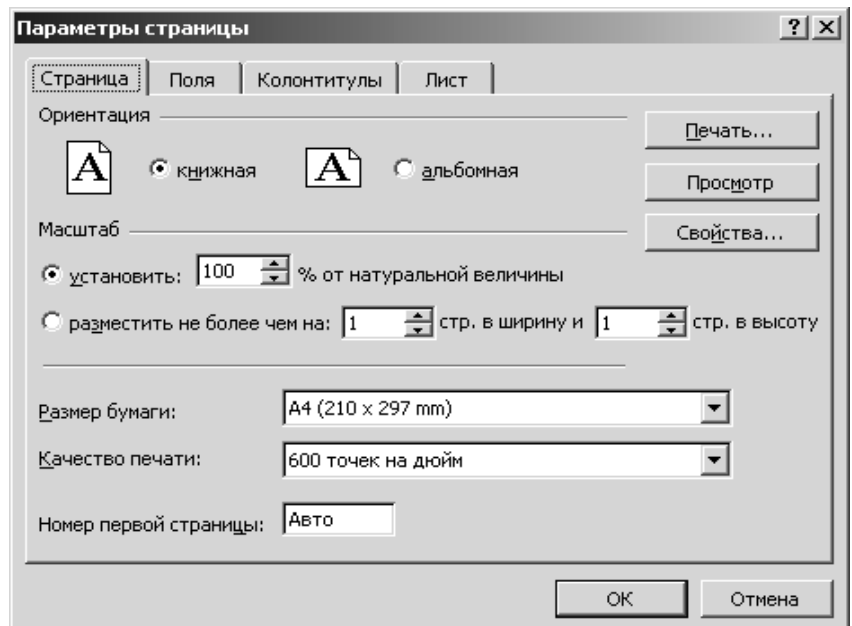 Параметры страницы
Страница Поля Колонтитулы Лист
Ориентация
Печать...
A книжная A альбомная
Просмотр
Масштаб
Свойства...
установить: 100 % от натуральной величины
разместить не более чем на: 1 стр. в ширину и 1 стр. в высоту
Размер бумаги: A4 (210 x 297 mm)
Качество печати: 600 точек на дюйм
Номер первой страницы: Авто
ОК Отмена